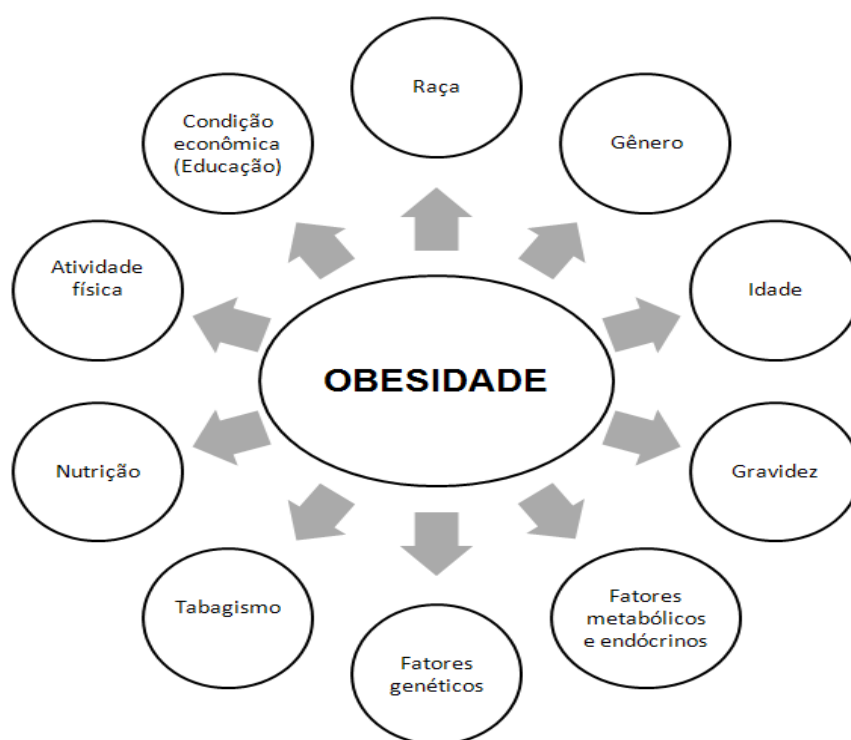 Raça
Gênero
Idade
Gravidez
Fatores
metabólicos
e endócrinos
Fatores
genéticos
Tabagismo
Nutrição
Atividade
física
Condição
econômica
(Educação)
OBESIDADE